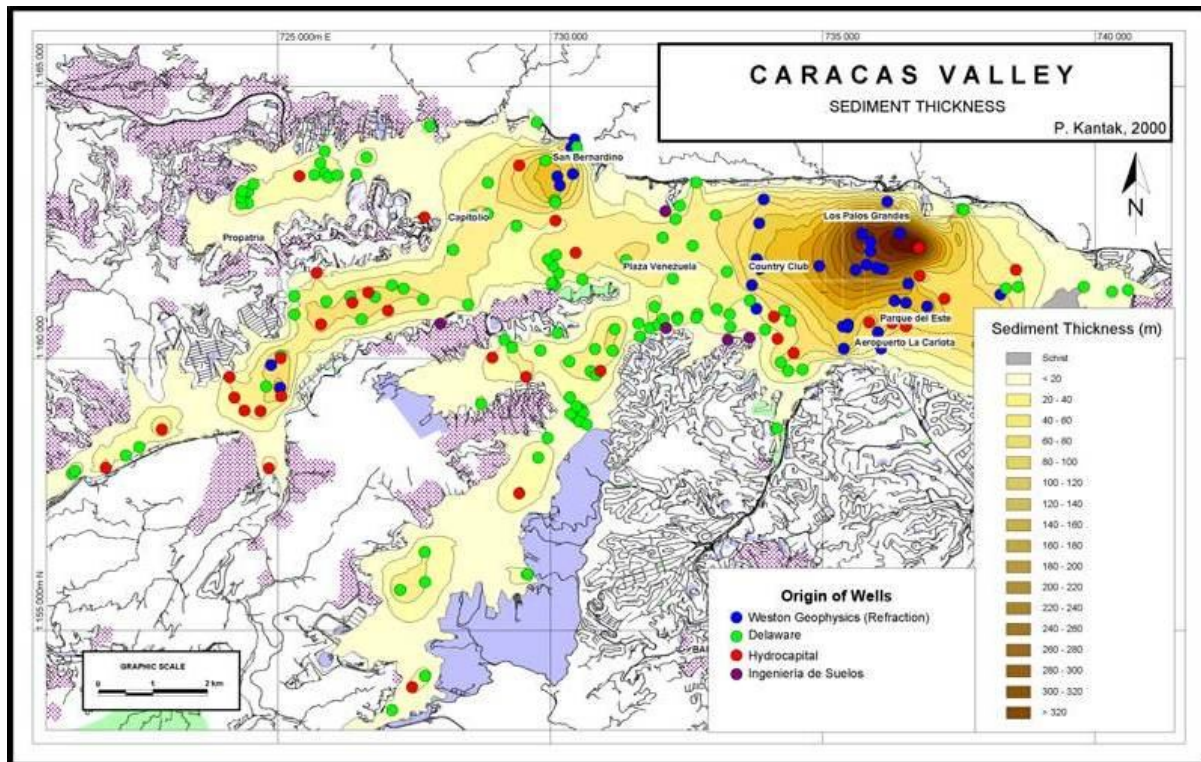 725 000m E
730 000
735 000
740 000
1 165 000
CARACAS VALLEY
SEDIMENT THICKNESS
P. Kantak, 2000
N
San Bernardino
Los Palos Grandes
Capitolio
Propatria
Plaza Venezuela
Country Club
Parque del Este
Aeropuerto La Carlota
1 160 000
Sediment Thickness (m)
Schist
< 20
20 - 40
40 - 60
60 - 80
80 - 100
100 - 120
120 - 140
140 - 160
160 - 180
180 - 200
200 - 220
220 - 240
240 - 260
260 - 280
280 - 300
300 - 320
> 320
Origin of Wells
Weston Geophysics (Refraction)
Delaware
Hydrocapital
Ingenieria de Suelos
1 155 000m N
GRAPHIC SCALE
0 1 2 km